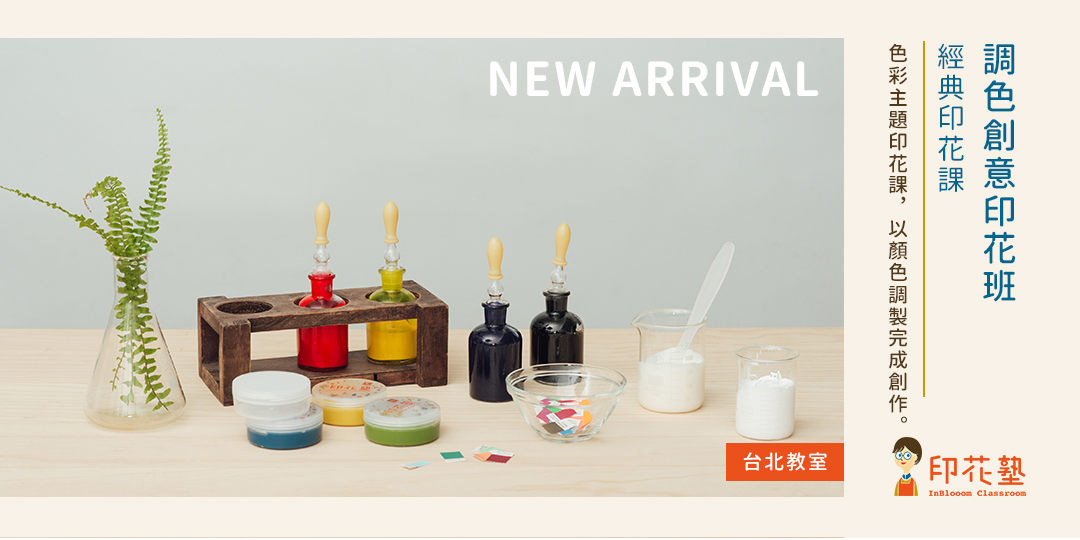 NEW ARRIVAL
調色創意印花班
經典印花課
色彩主題印花課，以顏色調製完成創作。
台北教室
印花塾
InBlooom Classroom